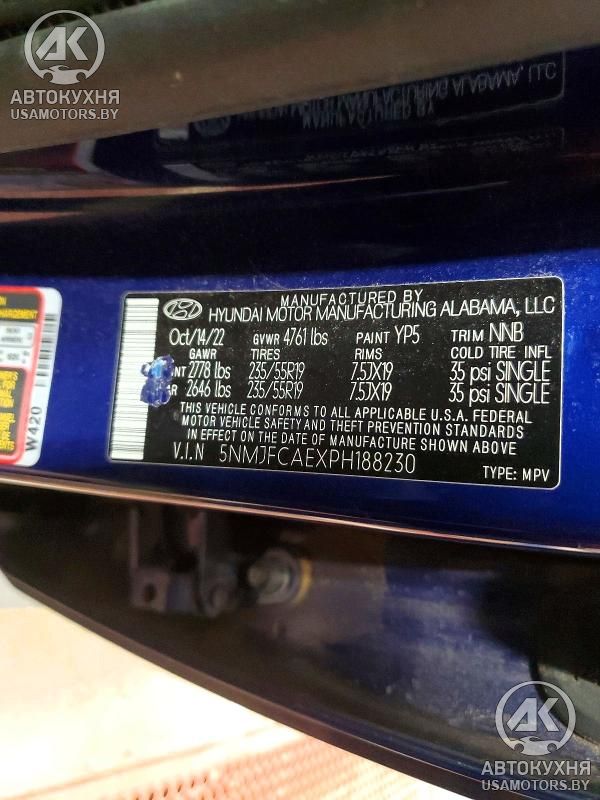 AK
АВТОКУХНЯ
USAMOTORS.BY
MANUFACTURED BY
HYUNDAI MOTOR MANUFACTURING ALABAMA, LLC
Oct/14/22 GVWR 4761 lbs PAINT YP5 TRIM NNB
GAWR TIRES RIMS COLD TIRE INFL
2778 lbs 235/55R19 7.5JX19 35 psi SINGLE
2646 lbs 235/55R19 7.5JX19 35 psi SINGLE
THIS VEHICLE CONFORMS TO ALL APPLICABLE U.S.A. FEDERAL
MOTOR VEHICLE SAFETY AND THEFT PREVENTION STANDARDS
IN EFFECT ON THE DATE OF MANUFACTURE SHOWN ABOVE.
V.I.N 5NMJFCAEXPH188230
TYPE: MPV
W420
AK
АВТОКУХНЯ
USAMOTORS.BY